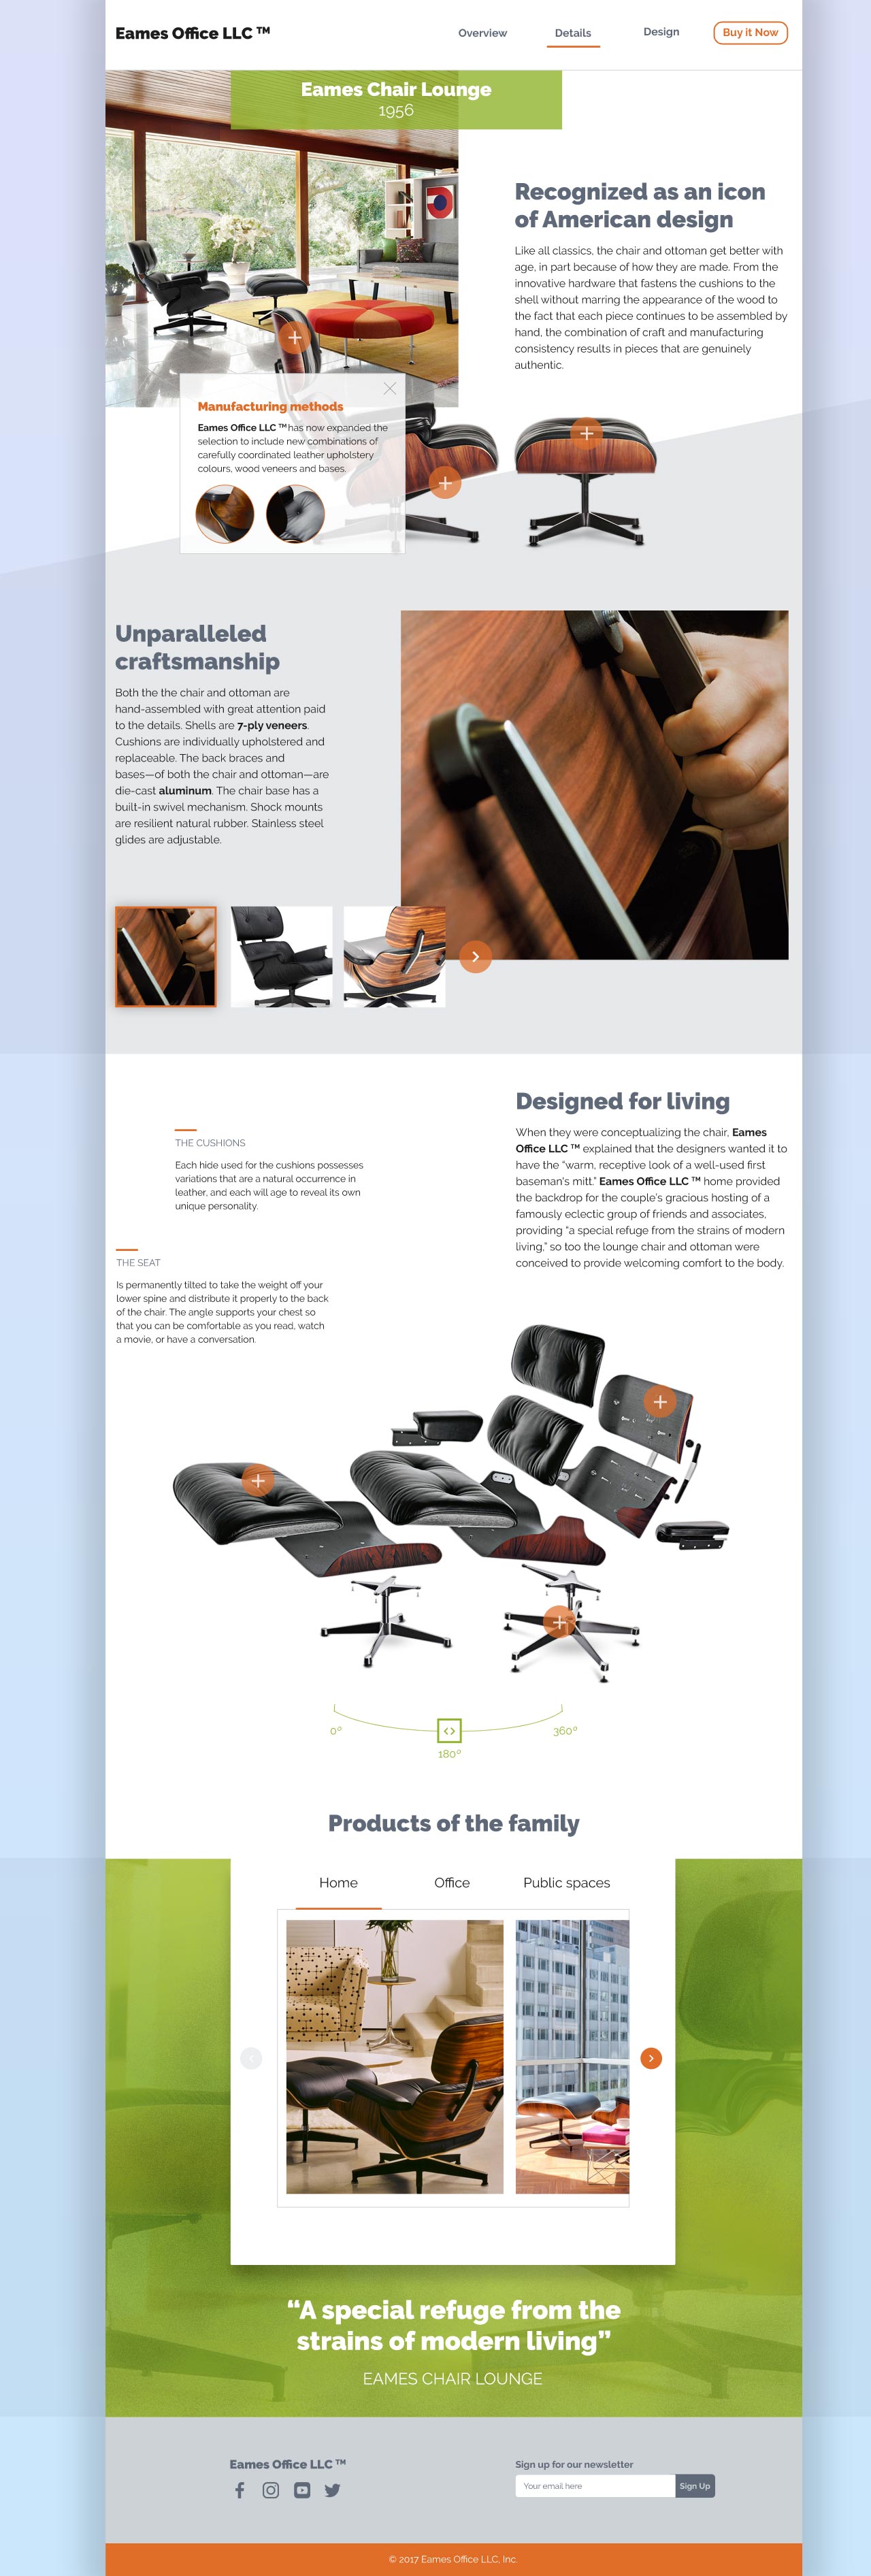 Eames Office LLC ™
Overview
Details
Design
Buy it Now
Eames Chair Lounge
1956
Recognized as an icon
of American design
Like all classics, the chair and ottoman get better with
age, in part because of how they are made. From the
innovative hardware that fastens the cushions to the
shell without marring the appearance of the wood to
the fact that each piece continues to be assembled by
hand, the combination of craft and manufacturing
consistency results in pieces that are genuinely
authentic.
Manufacturing methods
Eames Office LLC ™ has now expanded the
selection to include new combinations of
carefully coordinated leather upholstery
colours, wood veneers and bases.
Unparalleled
craftsmanship
Both the the chair and ottoman are
hand-assembled with great attention paid
to the details. Shells are 7-ply veneers.
Cushions are individually upholstered and
replaceable. The back braces and
bases—of both the chair and ottoman—are
die-cast aluminum. The chair base has a
built-in swivel mechanism. Shock mounts
are resilient natural rubber. Stainless steel
glides are adjustable.
Designed for living
When they were conceptualizing the chair, Eames
Office LLC ™ explained that the designers wanted it to
have the “warm, receptive look of a well-used first
baseman's mitt.” Eames Office LLC ™ home provided
the backdrop for the couple's gracious hosting of a
famously eclectic group of friends and associates,
providing “a special refuge from the strains of modern
living,” so too the lounge chair and ottoman were
conceived to provide welcoming comfort to the body.
THE CUSHIONS
Each hide used for the cushions possesses
variations that are a natural occurrence in
leather, and each will age to reveal its own
unique personality.
THE SEAT
Is permanently tilted to take the weight off your
lower spine and distribute it properly to the back
of the chair. The angle supports your chest so
that you can be comfortable as you read, watch
a movie, or have a conversation.
0º
180º
360º
Products of the family
Home
Office
Public spaces
“A special refuge from the
strains of modern living”
EAMES CHAIR LOUNGE
Eames Office LLC ™
Sign up for our newsletter
Your email here
Sign Up
© 2017 Eames Office LLC, Inc.